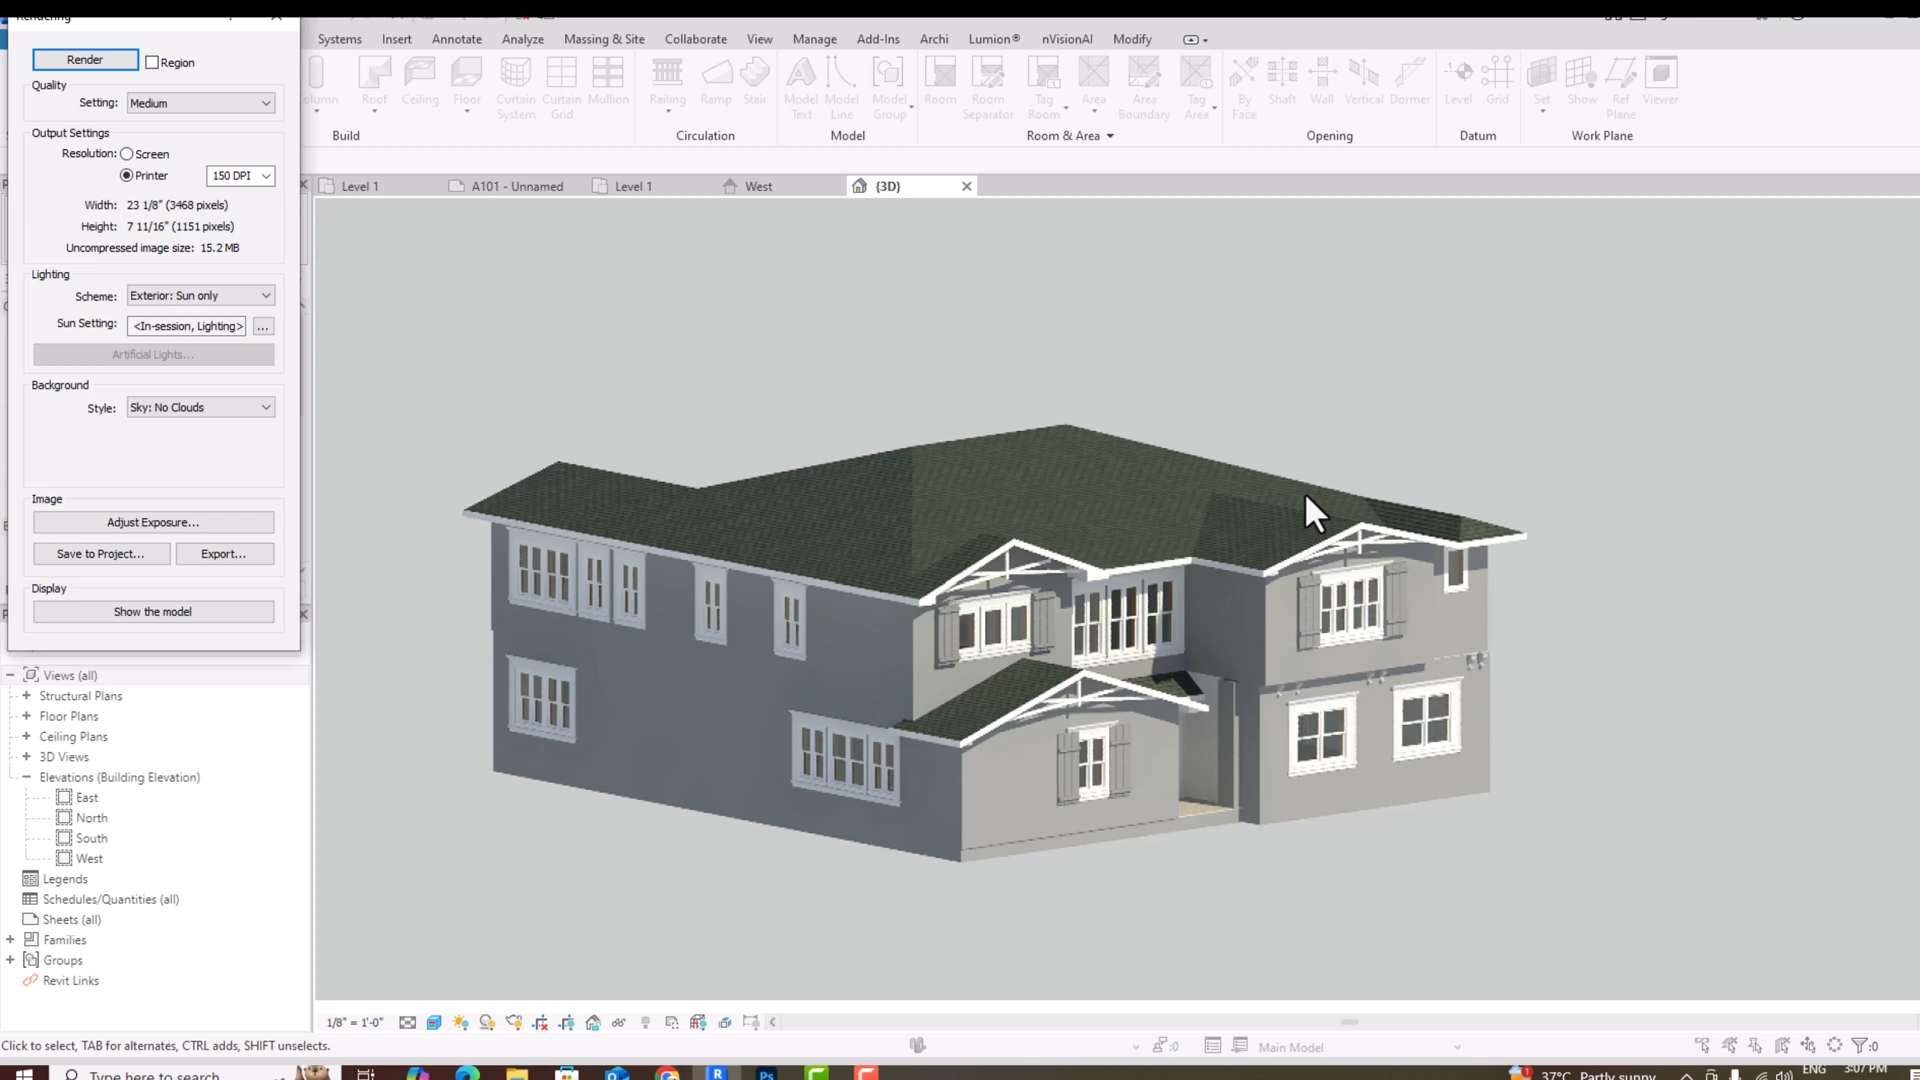 Rendering
Render
Region
Quality
Setting: Medium
Output Settings
Resolution: Screen
Printer 150 DPI
Width: 23 1/8" (3468 pixels)
Height: 7 11/16" (1151 pixels)
Uncompressed image size: 15.2 MB
Lighting
Scheme: Exterior: Sun only
Sun Setting: <In-session, Lighting> ...
Artificial Lights...
Background
Style: Sky: No Clouds
Image
Adjust Exposure...
Save to Project... Export...
Display
Show the model
Systems Insert Annotate Analyze Massing & Site Collaborate View Manage Add-Ins Archi Lumion® nVisionAI Modify
Roof Ceiling Floor Curtain System Curtain Grid Mullion
Build
Railing Ramp Stair
Circulation
Model Text Model Line Model Group
Model
Room Room Separator Tag Room Area Area Boundary Tag Area
Room & Area
By Face Shaft Wall Vertical Dormer
Opening
Level Grid
Datum
Set Show Ref Plane Viewer
Work Plane
Level 1 A101 - Unnamed Level 1 West {3D}
Views (all)
Structural Plans
Floor Plans
Ceiling Plans
3D Views
Elevations (Building Elevation)
East
North
South
West
Legends
Schedules/Quantities (all)
Sheets (all)
Families
Groups
Revit Links
1/8" = 1'-0"
Click to select, TAB for alternates, CTRL adds, SHIFT unselects.
:0
Main Model
:0
Type here to search
37°C Partly sunny
ENG
3:07 PM